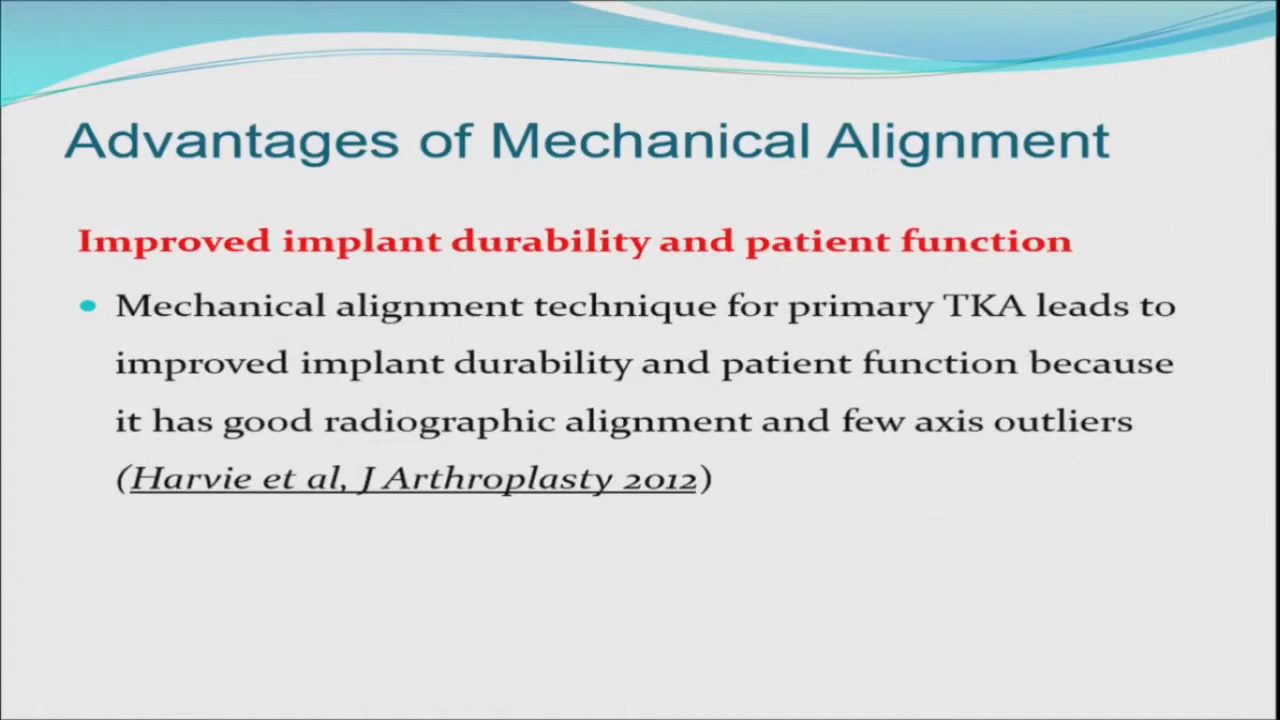 Advantages of Mechanical Alignment
Improved implant durability and patient function
• Mechanical alignment technique for primary TKA leads to
improved implant durability and patient function because
it has good radiographic alignment and few axis outliers
(Harvie et al, J Arthroplasty 2012)